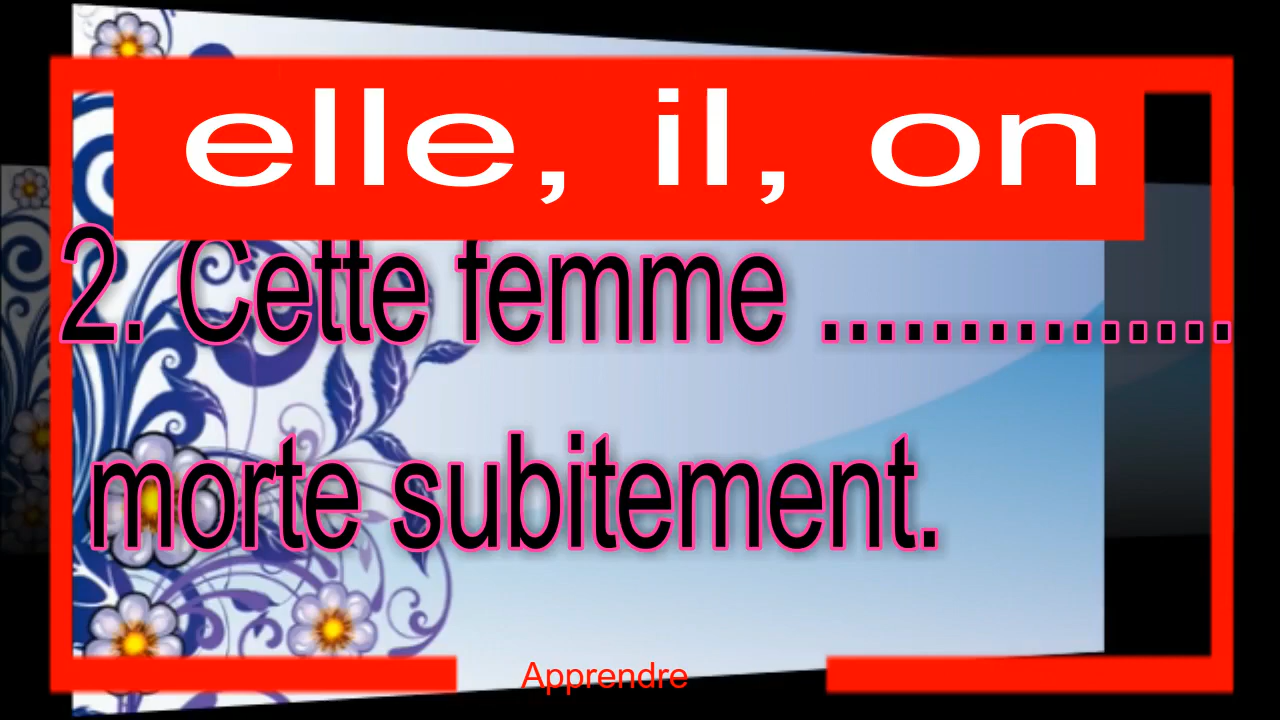 elle, il, on
2. Cette femme ...............
morte subitement.
Apprendre